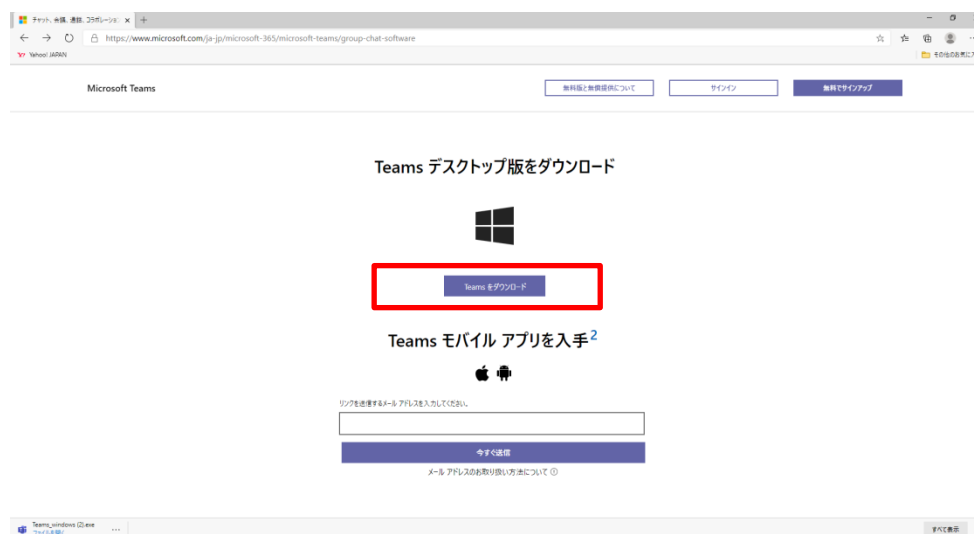 チャット、会議、通話、コラボレーショ
https://www.microsoft.com/ja-jp/microsoft-365/microsoft-teams/group-chat-software
Yahoo! JAPAN
その他のお気に入
Microsoft Teams
無料版と無償提供について
サインイン
無料でサインアップ
Teams デスクトップ版をダウンロード
Teams をダウンロード
Teams モバイル アプリを入手2
リンクを送信するメール アドレスを入力してください。
今すぐ送信
メール アドレスのお取り扱い方法について
Teams_windows (2).exe
ファイルを開く
すべて表示